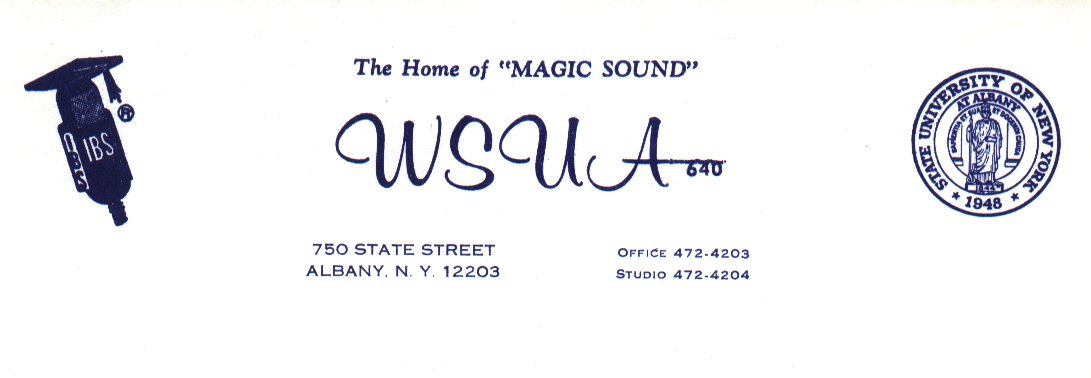 The Home of "MAGIC SOUND"
IBS
IBS
®
WSUA 640
STATE UNIVERSITY OF NEW YORK
AT ALBANY
1844
★ 1948 ★
750 STATE STREET
ALBANY, N. Y. 12203
OFFICE 472-4203
STUDIO 472-4204